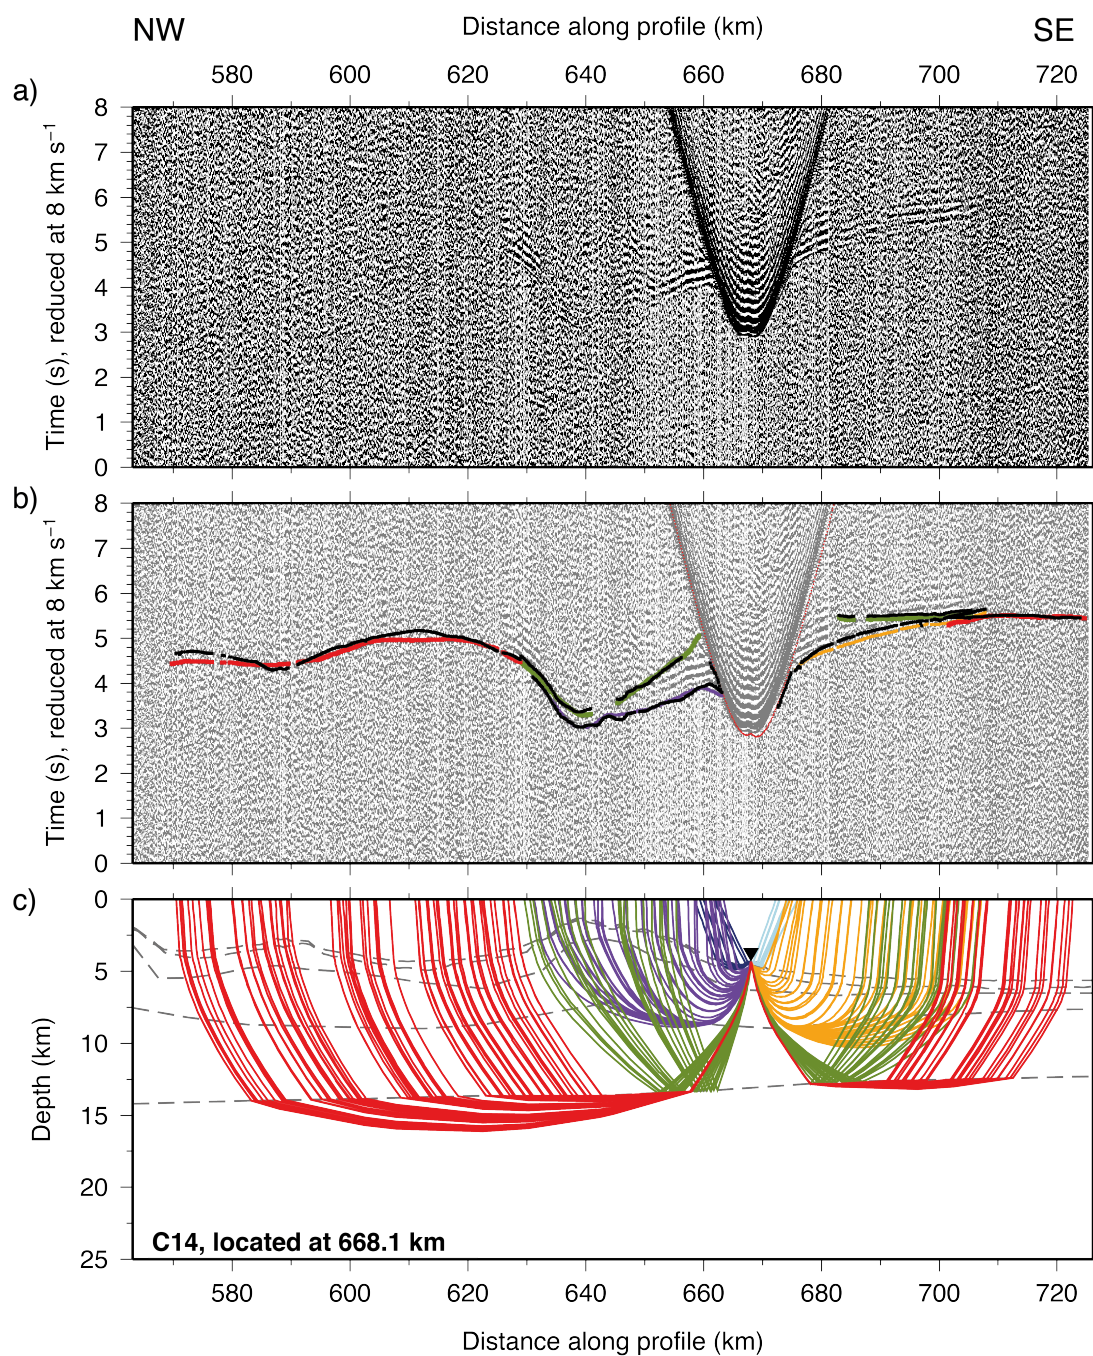 NW Distance along profile (km) SE
580 600 620 640 660 680 700 720
a)
8
7
6
5
4
3
2
1
0
Time (s), reduced at 8 km s⁻¹
b)
8
7
6
5
4
3
2
1
0
Time (s), reduced at 8 km s⁻¹
c)
0
5
10
15
20
25
Depth (km)
C14, located at 668.1 km
580 600 620 640 660 680 700 720
Distance along profile (km)